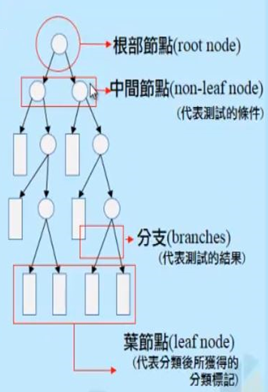 根部節點(root node)
中間節點(non-leaf node)
(代表測試的條件)
分支(branches)
(代表測試的結果)
葉節點(leaf node)
(代表分類後所獲得的
分類標記)